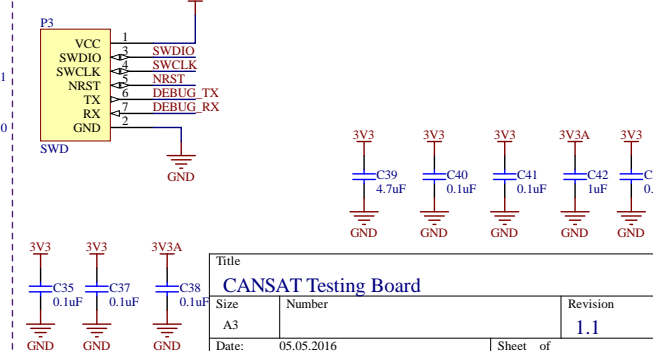 P3
VCC 1
SWDIO 3 SWDIO
SWCLK 4 SWCLK
NRST 5 NRST
TX 6 DEBUG_TX
RX 7 DEBUG_RX
GND 2
SWD
GND
1
0
3V3 3V3 3V3 3V3A 3V3
C39 C40 C41 C42
4.7uF 0.1uF 0.1uF 1uF
GND GND GND GND GND
3V3 3V3 3V3A
C35 C37 C38
0.1uF 0.1uF 0.1uF
GND GND GND
Title
CANSAT Testing Board
Size Number Revision
A3 1.1
Date: 05.05.2016 Sheet of